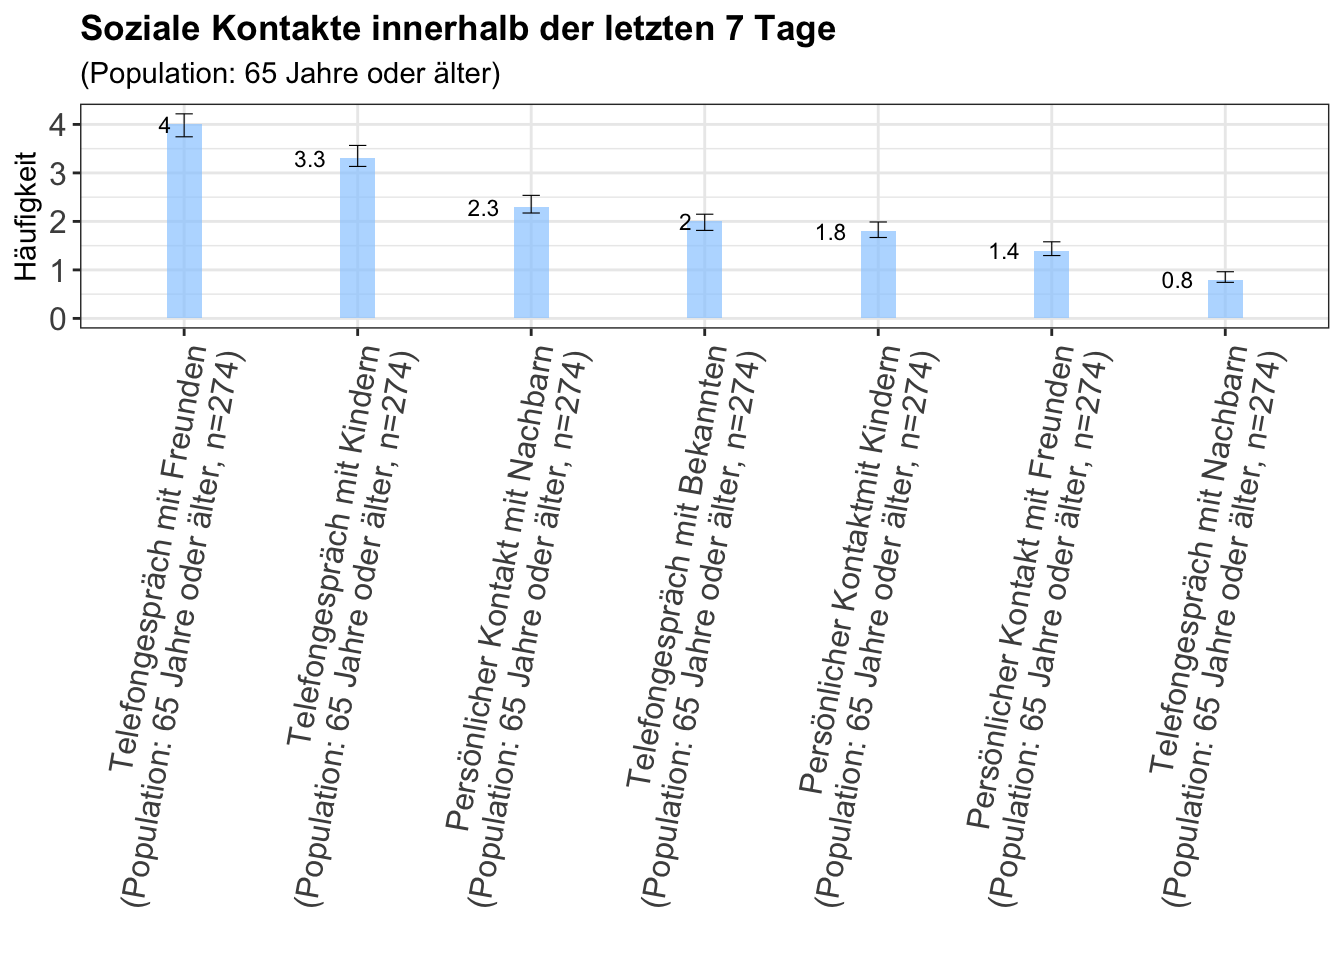 Soziale Kontakte innerhalb der letzten 7 Tage
(Population: 65 Jahre oder älter)
Häufigkeit
4
3
2
1
0
4
3.3
2.3
2
1.8
1.4
0.8
Telefongespräch mit Freunden
(Population: 65 Jahre oder älter, n=274)
Telefongespräch mit Kindern
(Population: 65 Jahre oder älter, n=274)
Persönlicher Kontakt mit Nachbarn
(Population: 65 Jahre oder älter, n=274)
Telefongespräch mit Bekannten
(Population: 65 Jahre oder älter, n=274)
Persönlicher Kontaktmit Kindern
(Population: 65 Jahre oder älter, n=274)
Persönlicher Kontakt mit Freunden
(Population: 65 Jahre oder älter, n=274)
Telefongespräch mit Nachbarn
(Population: 65 Jahre oder älter, n=274)